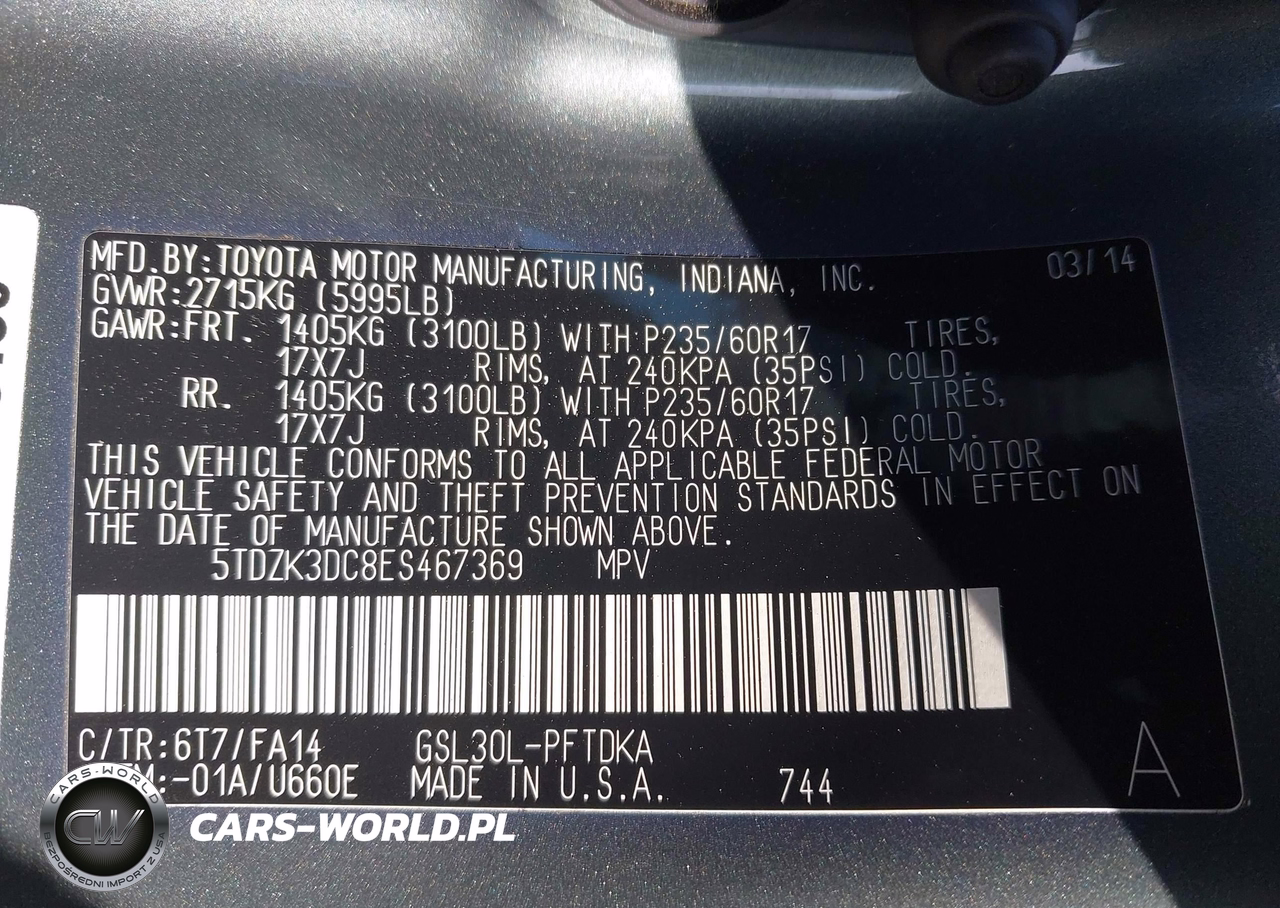 MFD.BY:TOYOTA MOTOR MANUFACTURING, INDIANA, INC. 03/14
GVWR:2715KG (5995LB)
GAWR:FRT. 1405KG (3100LB) WITH P235/60R17 TIRES,
17X7J RIMS, AT 240KPA (35PSI) COLD.
RR. 1405KG (3100LB) WITH P235/60R17 TIRES,
17X7J RIMS, AT 240KPA (35PSI) COLD.
THIS VEHICLE CONFORMS TO ALL APPLICABLE FEDERAL MOTOR
VEHICLE SAFETY AND THEFT PREVENTION STANDARDS IN EFFECT ON
THE DATE OF MANUFACTURE SHOWN ABOVE.
5TDZK3DC8ES467369 MPV
C/TR:6T7/FA14 GSL30L-PFTDKA
-01A/U660E MADE IN U.S.A. 744 A
CARS-WORLD
CW
BEZPOŚREDNI IMPORT Z USA
CARS-WORLD.PL